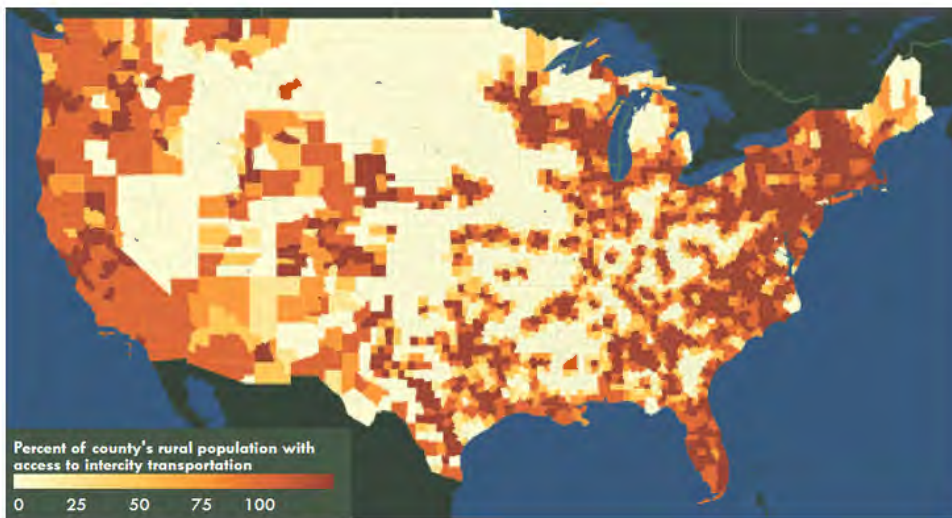 Percent of county's rural population with
access to intercity transportation
0 25 50 75 100